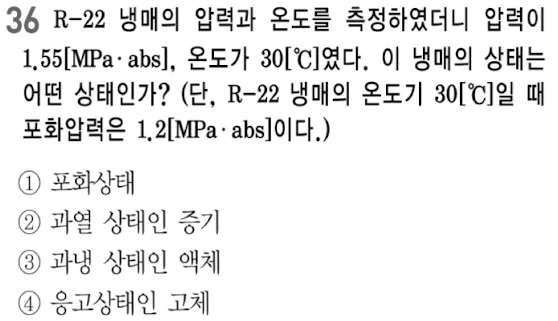 36 R-22 냉매의 압력과 온도를 측정하였더니 압력이
1.55[MPa·abs], 온도가 30[℃]였다. 이 냉매의 상태는
어떤 상태인가? (단, R-22 냉매의 온도기 30[℃]일 때
포화압력은 1.2[MPa·abs]이다.)
① 포화상태
② 과열 상태인 증기
③ 과냉 상태인 액체
④ 응고상태인 고체